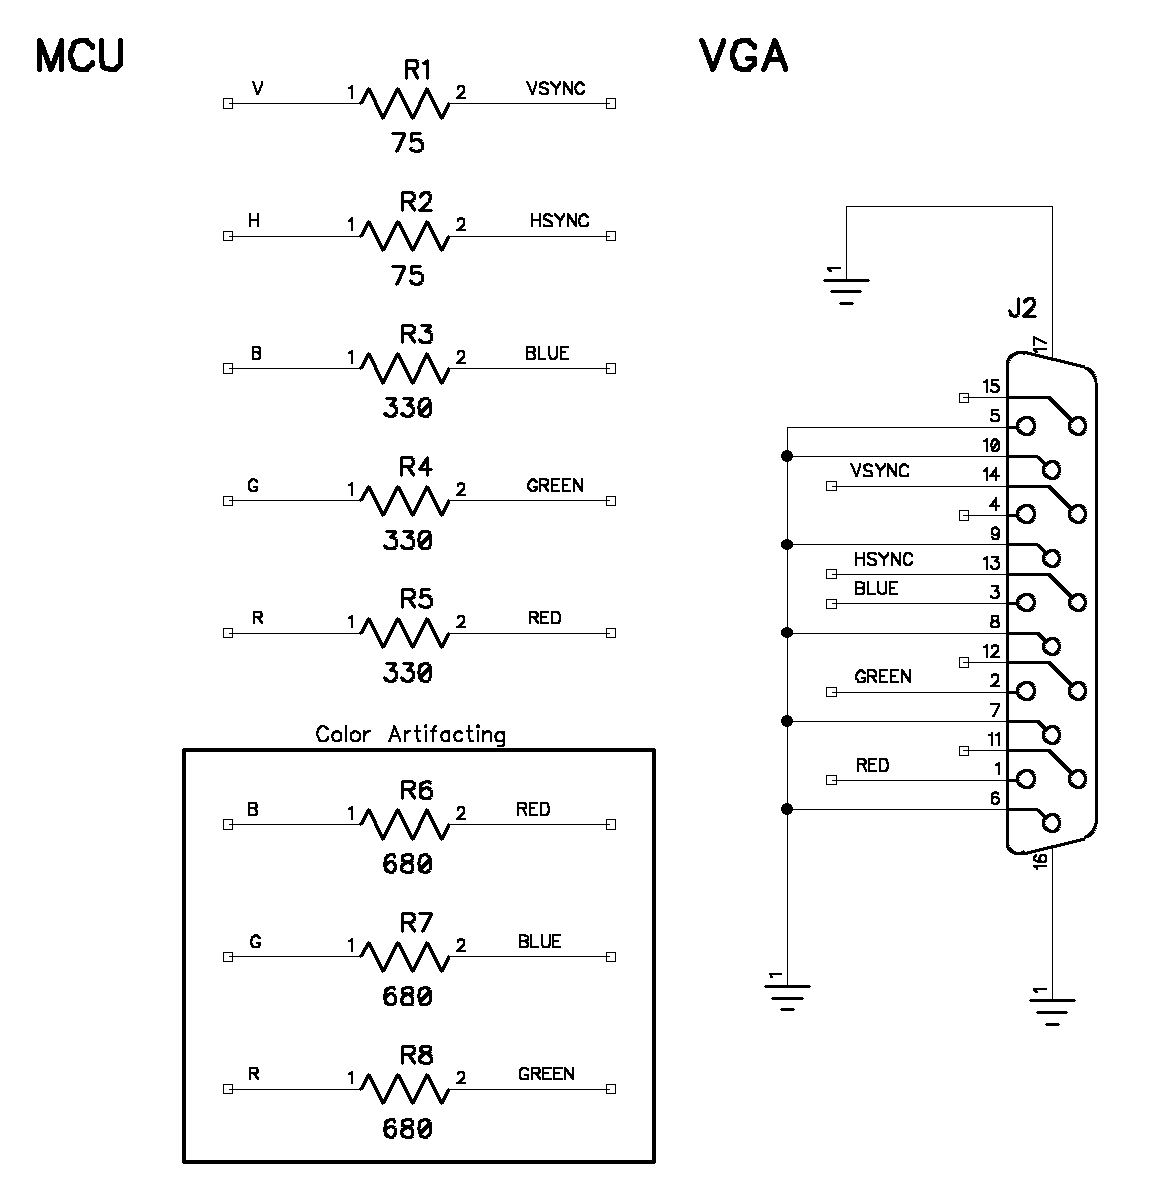 MCU
VGA
V 1 R1 2 VSYNC
75
H 1 R2 2 HSYNC
75
B 1 R3 2 BLUE
330
G 1 R4 2 GREEN
330
R 1 R5 2 RED
330
Color Artifacting
B 1 R6 2 RED
680
G 1 R7 2 BLUE
680
R 1 R8 2 GREEN
680
1
J2
17
15
5
10
VSYNC 14
4
9
HSYNC 13
BLUE 3
8
12
GREEN 2
7
11
RED 1
6
16
1
1